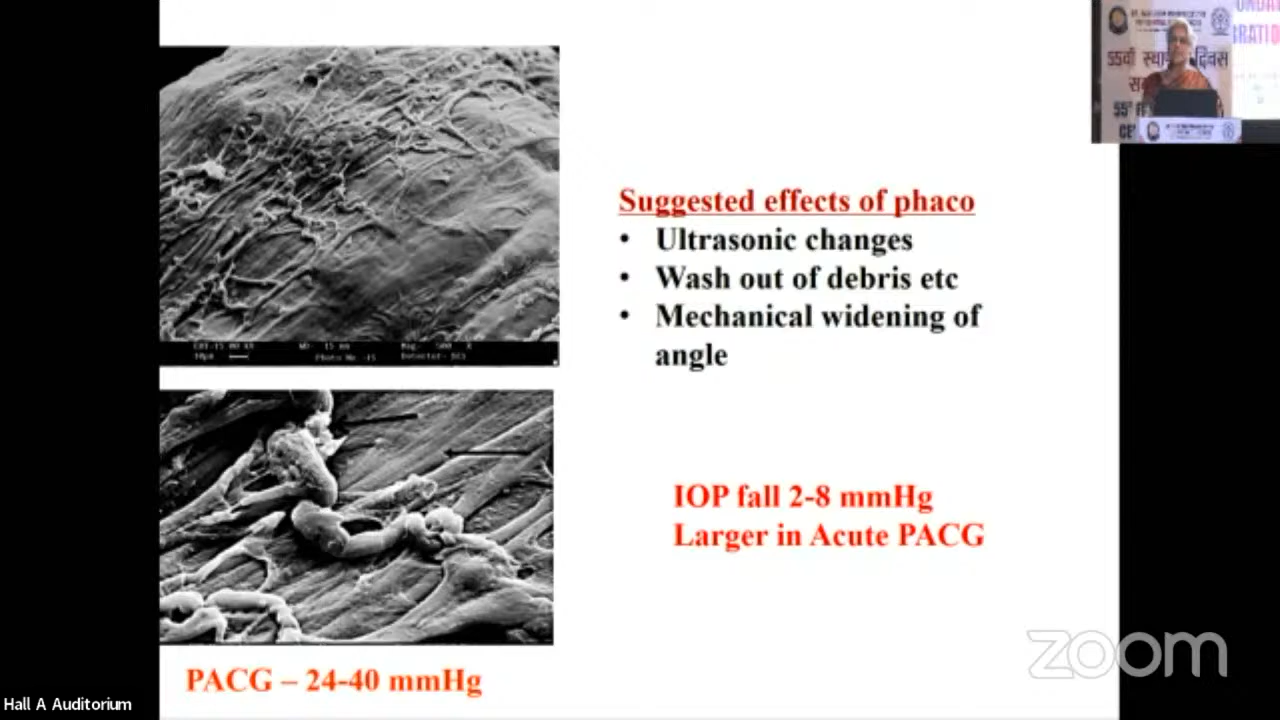 Suggested effects of phaco
• Ultrasonic changes
• Wash out of debris etc
• Mechanical widening of
angle
IOP fall 2-8 mmHg
Larger in Acute PACG
PACG – 24-40 mmHg
Hall A Auditorium
zoom
55वां
55